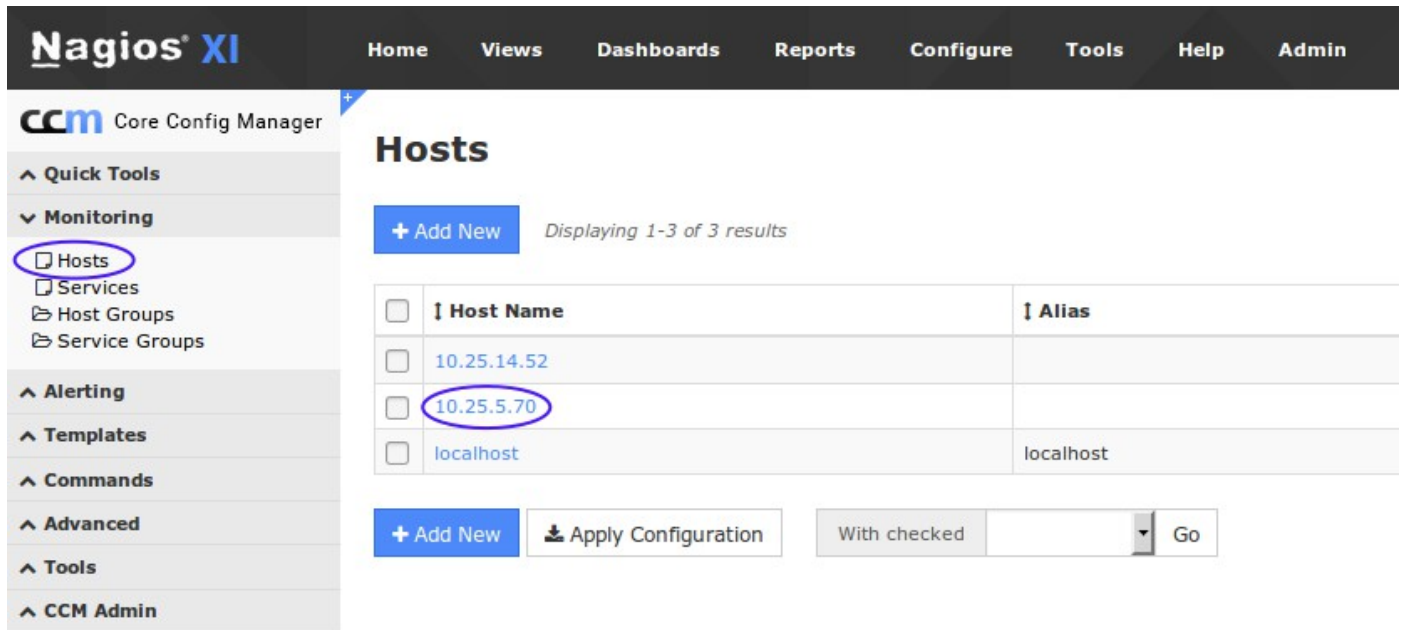 Nagios® XI
Home Views Dashboards Reports Configure Tools Help Admin
ccm Core Config Manager
Quick Tools
Monitoring
Hosts
Services
Host Groups
Service Groups
Alerting
Templates
Commands
Advanced
Tools
CCM Admin
Hosts
+ Add New Displaying 1-3 of 3 results
Host Name Alias
10.25.14.52
10.25.5.70
localhost localhost
+ Add New Apply Configuration With checked Go